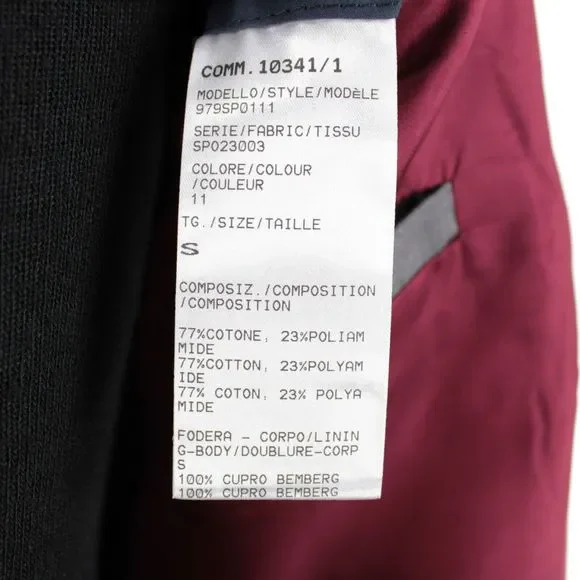 COMM.10341/1
MODELLO/STYLE/MODèLE
979SP0111
SERIE/FABRIC/TISSU
SP023003
COLORE/COLOUR
/COULEUR
11
TG./SIZE/TAILLE
S
COMPOSIZ./COMPOSITION
/COMPOSITION
77%COTONE, 23%POLIAM
MIDE
77%COTTON, 23%POLYAM
IDE
77% COTON, 23% POLYA
MIDE
FODERA - CORPO/LININ
G-BODY/DOUBLURE-CORP
S
100% CUPRO BEMBERG
100% CUPRO BEMBERG